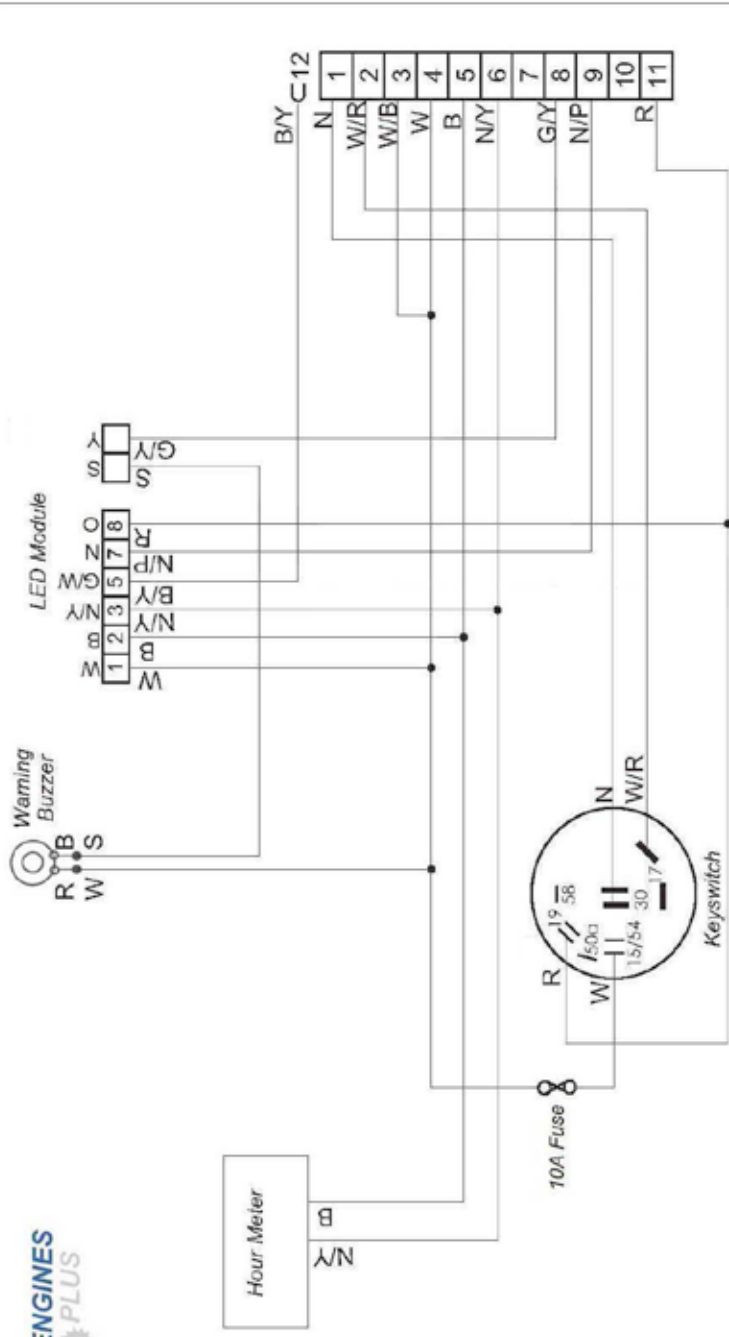 B/Y
12
N
1
W/R
2
W/B
3
W
4
B
5
N/Y
6
7
G/Y
8
N/P
9
10
R
11
LED Module
Y
G/Y
S
S
O
8
R
N
7
N/P
G/W
5
B/Y
N/Y
3
N/Y
B
2
B
W
1
W
Warning
Buzzer
B
S
R
W
N
W/R
19
58
50a
30
17
15/54
R
W
Keyswitch
10A Fuse
Hour Meter
B
N/Y
ENGINES
PLUS